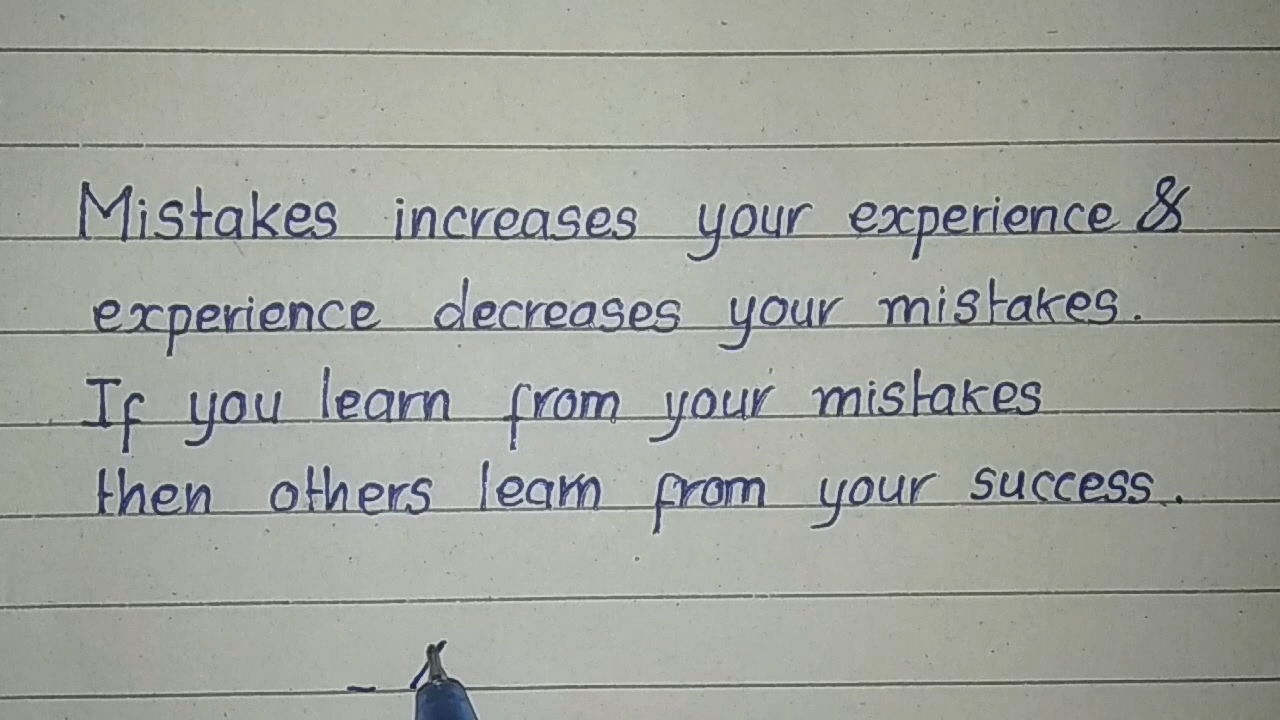 Mistakes increases your experience &
experience decreases your mistakes.
If you learn from your mistakes
then others learn from your success.
-